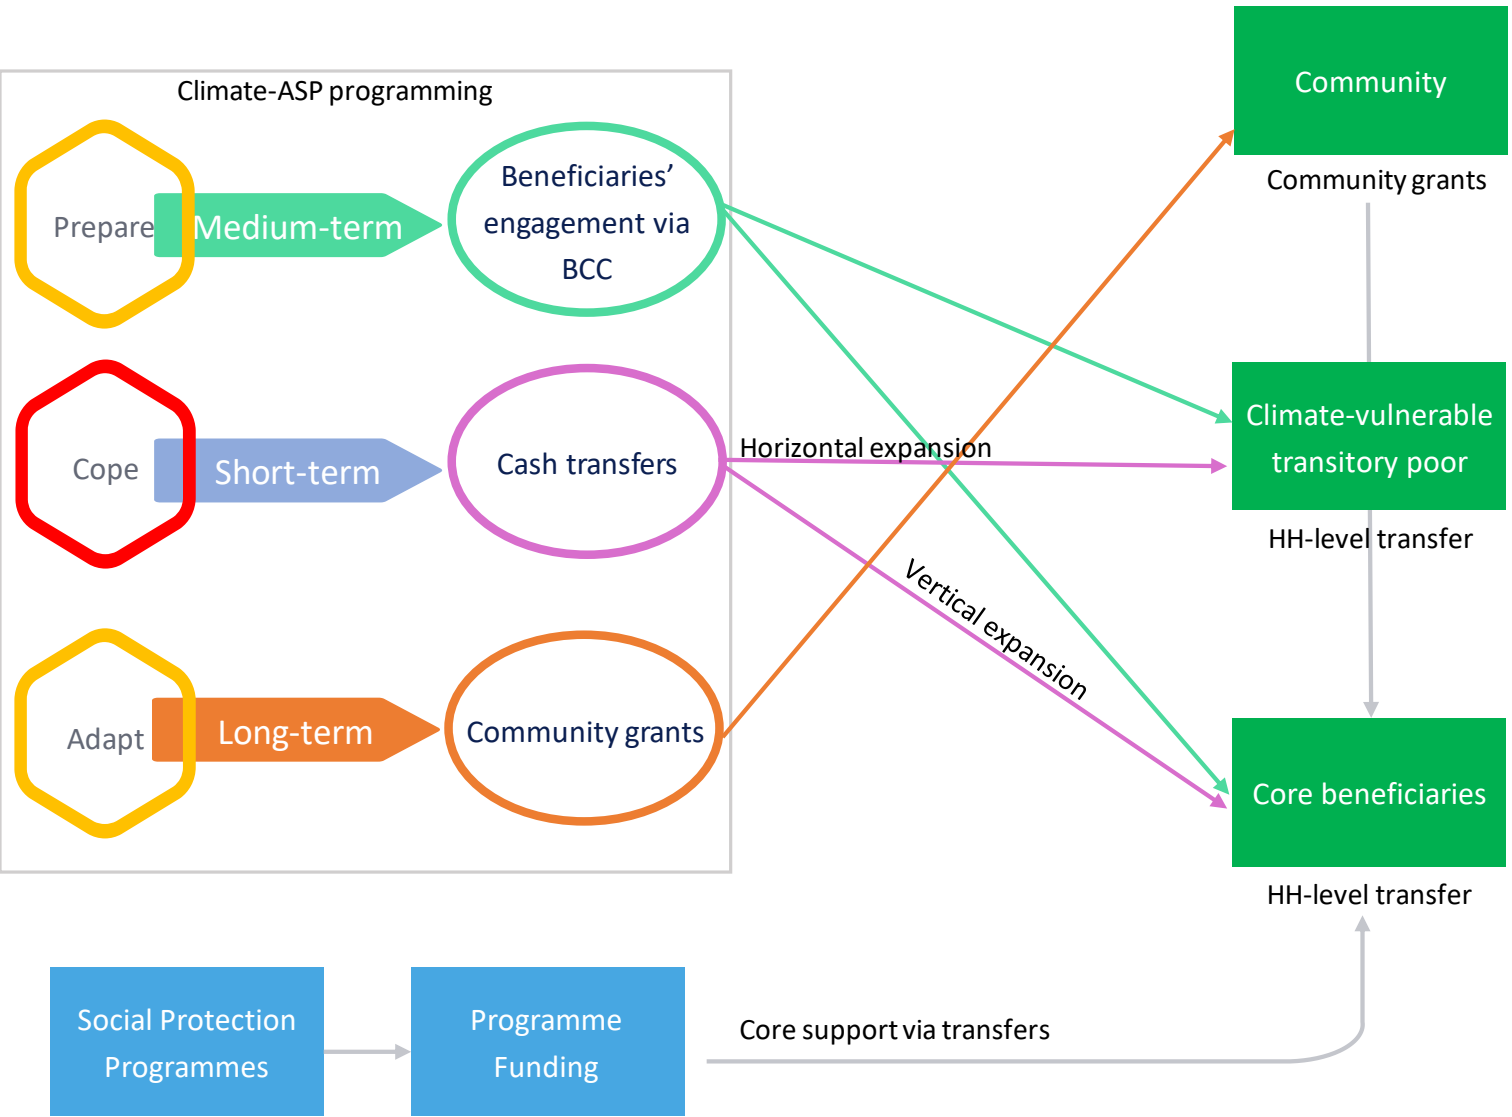 Climate-ASP programming
Prepare
Medium-term
Beneficiaries’
engagement via
BCC
Cope
Short-term
Cash transfers
Adapt
Long-term
Community grants
Horizontal expansion
Vertical expansion
Community
Community grants
Climate-vulnerable
transitory poor
HH-level transfer
Core beneficiaries
HH-level transfer
Social Protection
Programmes
Programme
Funding
Core support via transfers